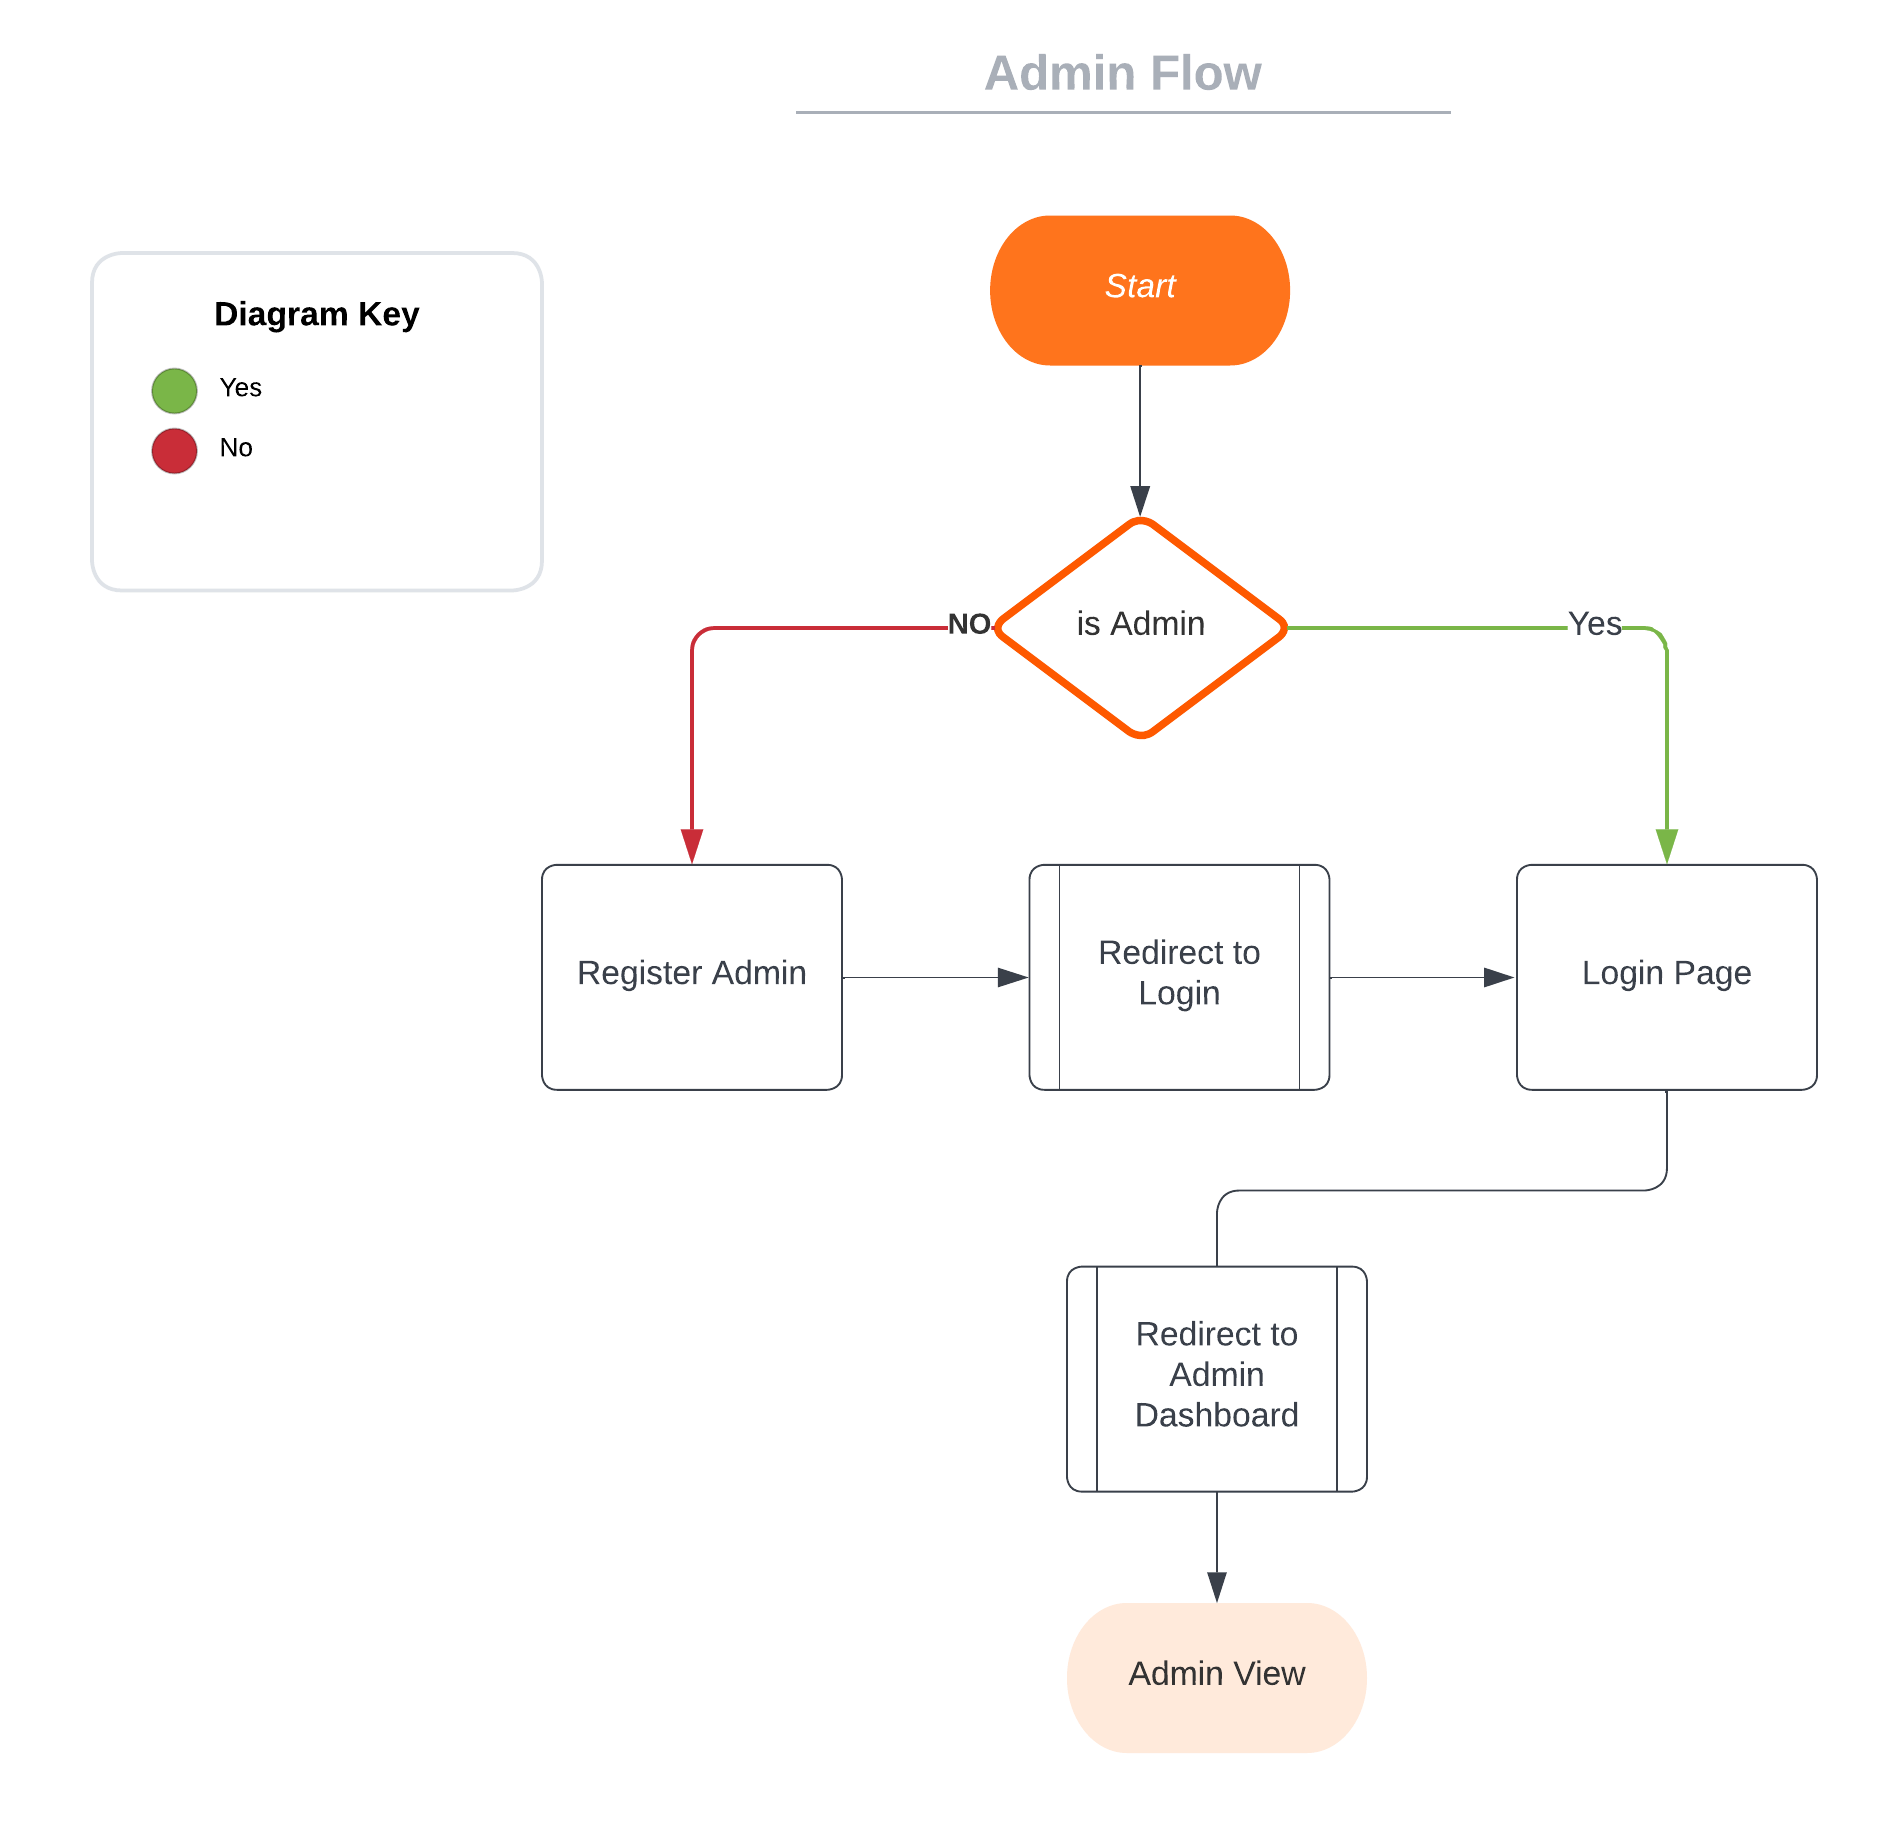 Admin Flow
Start
Diagram Key
Yes
No
NO
is Admin
Yes
Register Admin
Redirect to
Login
Login Page
Redirect to
Admin
Dashboard
Admin View